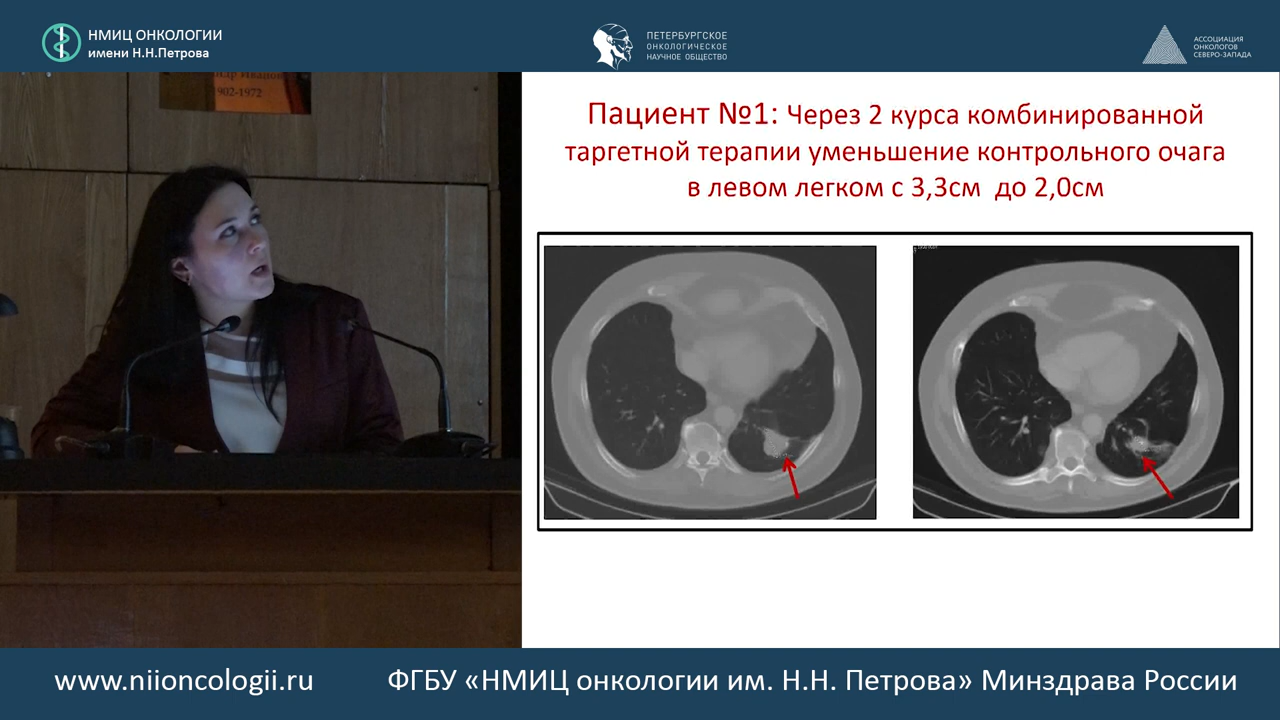 НМИЦ ОНКОЛОГИИ
имени Н.Н.Петрова
ПЕТЕРБУРГСКОЕ
ОНКОЛОГИЧЕСКОЕ
НАУЧНОЕ ОБЩЕСТВО
АССОЦИАЦИЯ
ОНКОЛОГОВ
СЕВЕРО-ЗАПАДА
1902-1972
Пациент №1: Через 2 курса комбинированной
таргетной терапии уменьшение контрольного очага
в левом легком с 3,3см до 2,0см
www.niioncologii.ru
ФГБУ «НМИЦ онкологии им. Н.Н. Петрова» Минздрава России